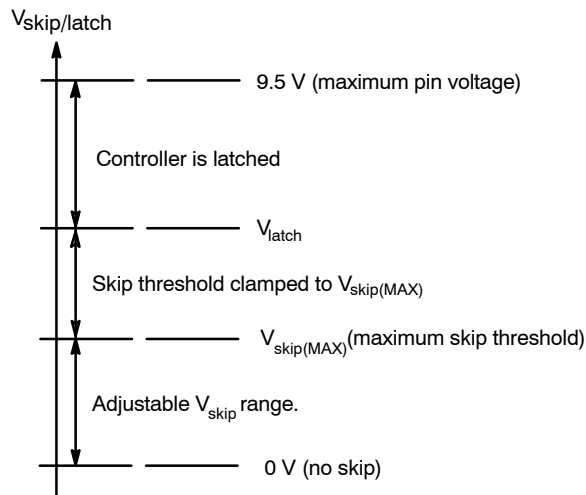 Vskip/latch
9.5 V (maximum pin voltage)
Controller is latched
Vlatch
Skip threshold clamped to Vskip(MAX)
Vskip(MAX) (maximum skip threshold)
Adjustable Vskip range.
0 V (no skip)